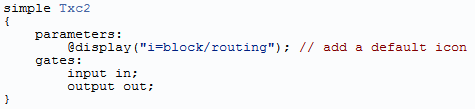 simple Txc2
{
    parameters:
        @display("i=block/routing"); // add a default icon
    gates:
        input in;
        output out;
}